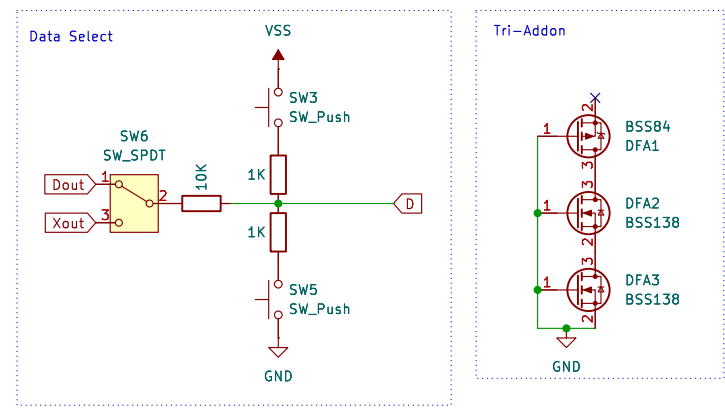 Data Select
VSS
SW3
SW_Push
SW6
SW_SPDT
10K
1K
Dout
1
2
Xout
3
D
1K
SW5
SW_Push
GND
Tri-Addon
2
1
BSS84
DFA1
3
3
1
DFA2
BSS138
2
3
1
DFA3
BSS138
2
GND